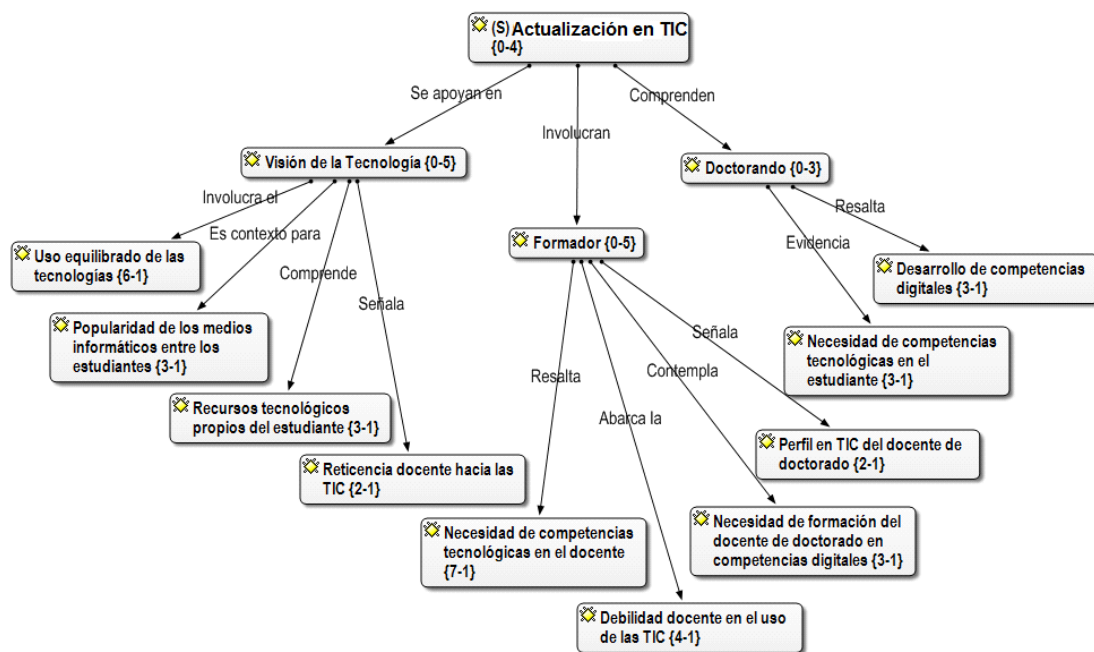 (S) Actualización en TIC
{0-4}
Se apoyan en
Involucran
Comprenden
Visión de la Tecnología {0-5}
Doctorando {0-3}
Involucra el
Es contexto para
Comprende
Señala
Resalta
Evidencia
Formador {0-5}
Uso equilibrado de las
tecnologías {6-1}
Desarrollo de competencias
digitales {3-1}
Popularidad de los medios
informáticos entre los
estudiantes {3-1}
Necesidad de competencias
tecnológicas en el
estudiante {3-1}
Resalta
Abarca la
Contempla
Señala
Recursos tecnológicos
propios del estudiante {3-1}
Perfil en TIC del docente de
doctorado {2-1}
Reticencia docente hacia las
TIC {2-1}
Necesidad de competencias
tecnológicas en el docente
{7-1}
Necesidad de formación del
docente de doctorado en
competencias digitales {3-1}
Debilidad docente en el uso
de las TIC {4-1}